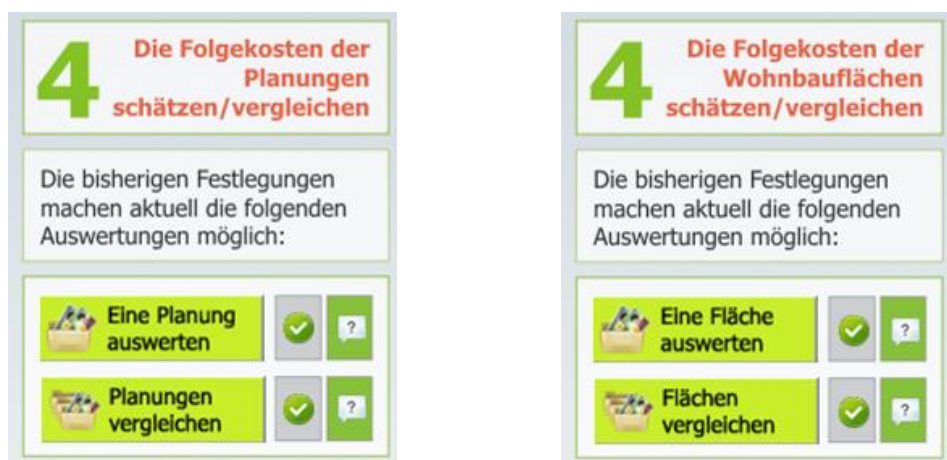 4
Die Folgekosten der
Planungen
schätzen/vergleichen
Die bisherigen Festlegungen
machen aktuell die folgenden
Auswertungen möglich:
Eine Planung
auswerten
?
Planungen
vergleichen
?
4
Die Folgekosten der
Wohnbauflächen
schätzen/vergleichen
Die bisherigen Festlegungen
machen aktuell die folgenden
Auswertungen möglich:
Eine Fläche
auswerten
?
Flächen
vergleichen
?